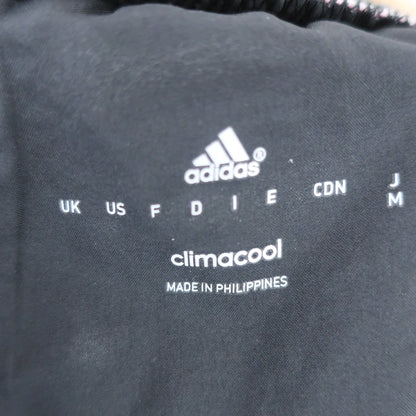 adidas®
UK US F D I E CDN J
M
climacool
MADE IN PHILIPPINES